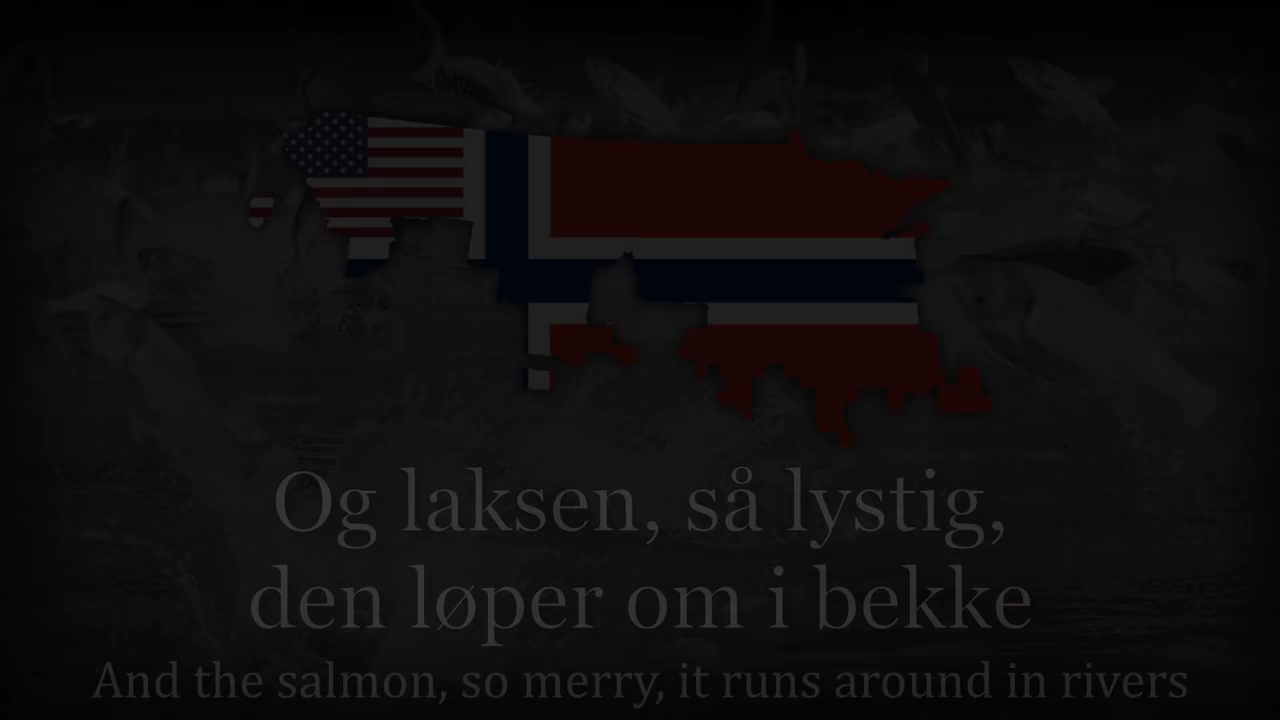 Og laksen, så lystig,
den løper om i bekke
And the salmon, so merry, it runs around in rivers